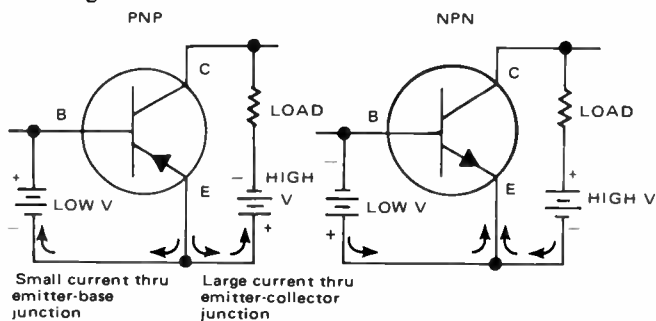 PNP
NPN
C
B
LOAD
E
+
LOW V
−
− HIGH
V
+
C
B
LOAD
E
−
LOW V
+
+
HIGH V
−
Small current thru
emitter-base
junction
Large current thru
emitter-collector
junction